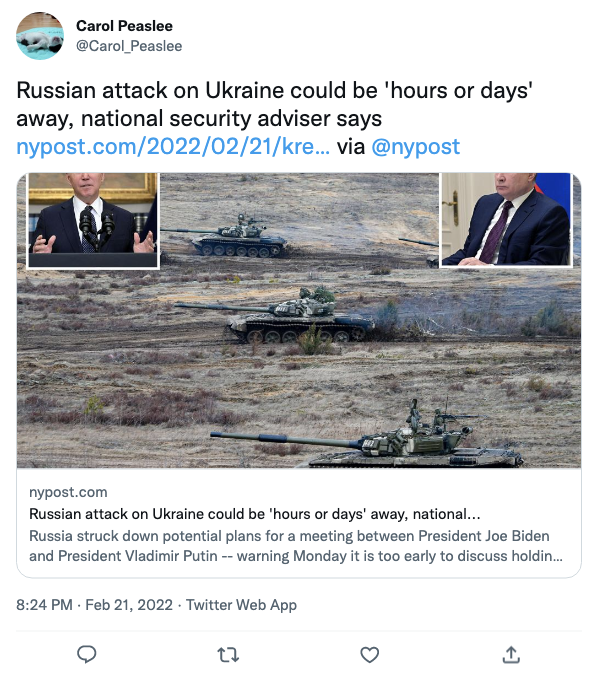 Carol Peaslee
@Carol_Peaslee
Russian attack on Ukraine could be 'hours or days'
away, national security adviser says
nypost.com/2022/02/21/kre... via @nypost
nypost.com
Russian attack on Ukraine could be 'hours or days' away, national...
Russia struck down potential plans for a meeting between President Joe Biden
and President Vladimir Putin -- warning Monday it is too early to discuss holdin...
8:24 PM · Feb 21, 2022 · Twitter Web App